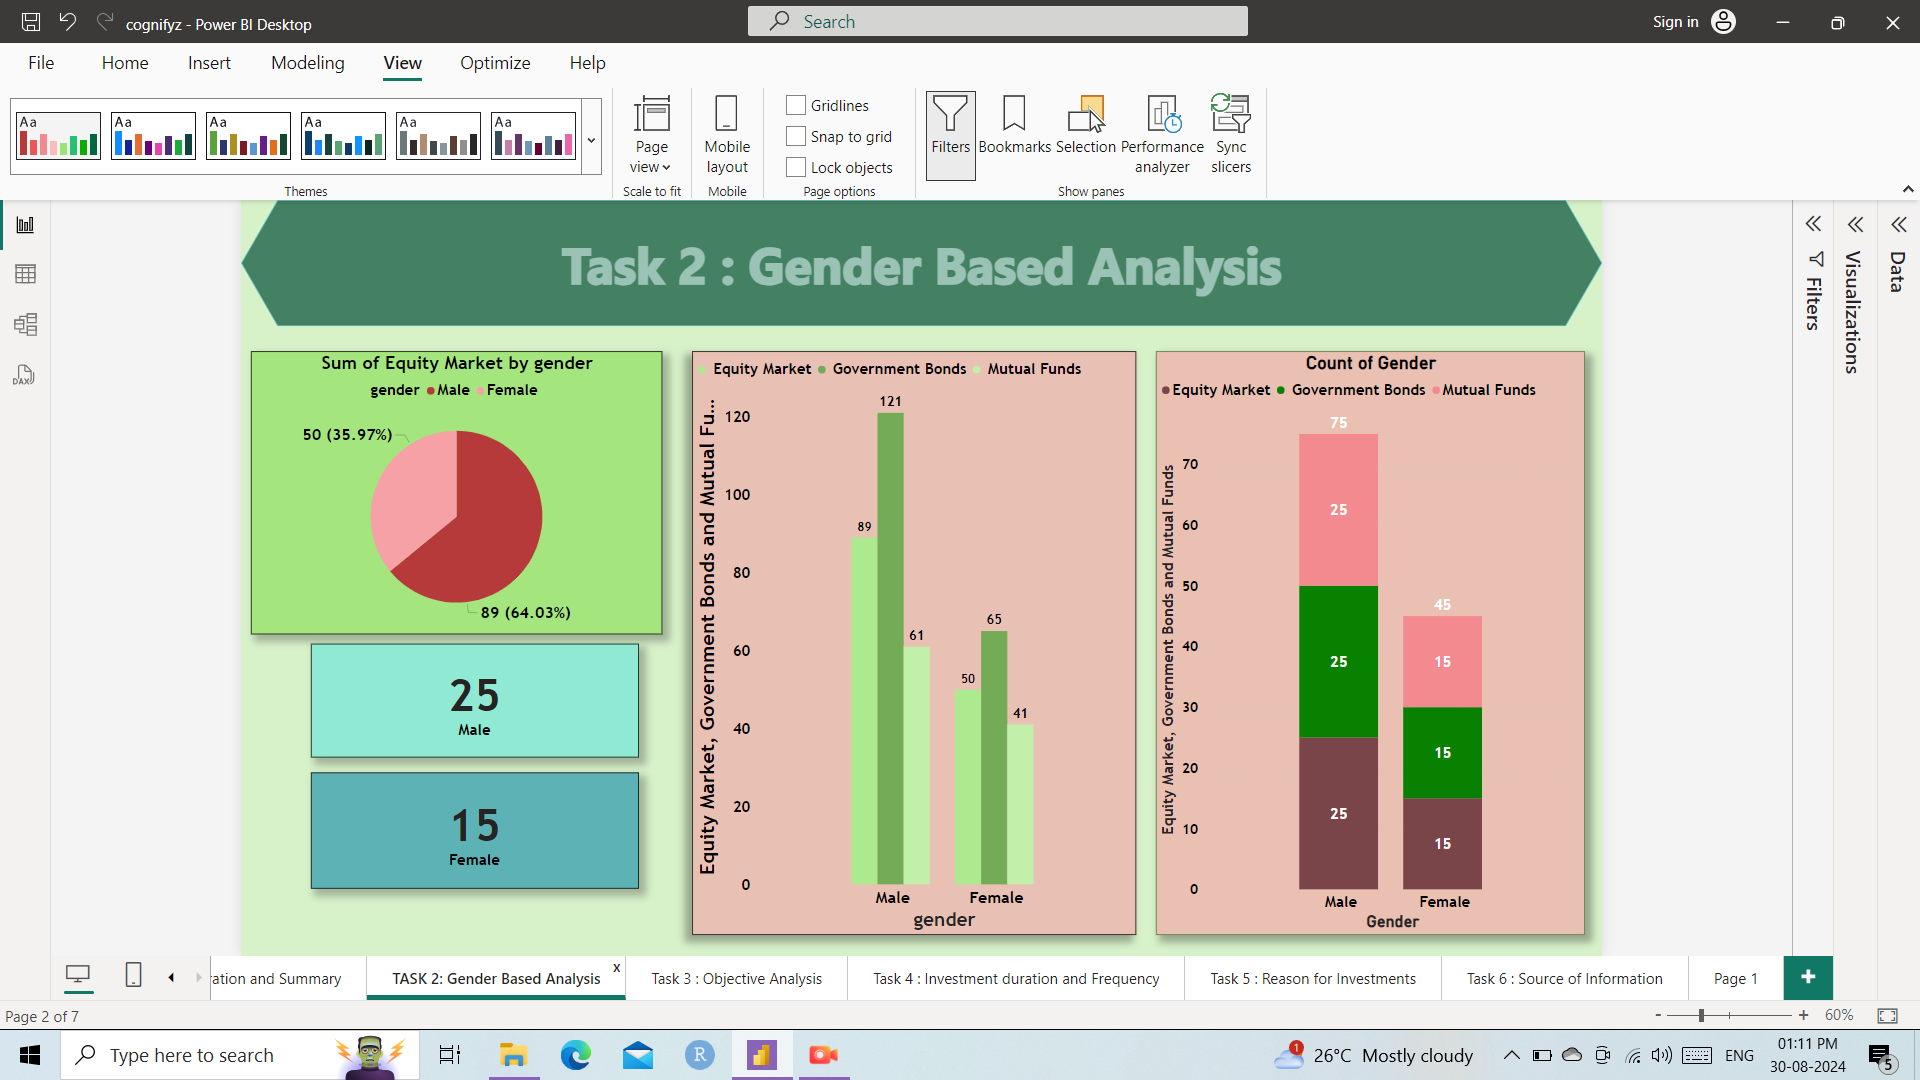 cognifyz - Power BI Desktop
Search
Sign in
File Home Insert Modeling View Optimize Help
Aa Aa Aa Aa Aa Aa
Themes
Page view
Scale to fit
Mobile layout
Mobile
Gridlines
Snap to grid
Lock objects
Page options
Filters
Bookmarks
Selection
Performance analyzer
Sync slicers
Show panes
Task 2 : Gender Based Analysis
Sum of Equity Market by gender
gender Male Female
50 (35.97%)
89 (64.03%)
25
Male
15
Female
Equity Market Government Bonds Mutual Funds
Equity Market, Government Bonds and Mutual Fu...
120
100
80
60
40
20
0
89
121
61
50
65
41
Male Female
gender
Count of Gender
Equity Market Government Bonds Mutual Funds
Equity Market, Government Bonds and Mutual Funds
70
60
50
40
30
20
10
0
75
25
25
25
45
15
15
15
Male Female
Gender
Filters
Visualizations
Data
DAX
ration and Summary
TASK 2: Gender Based Analysis x
Task 3 : Objective Analysis
Task 4 : Investment duration and Frequency
Task 5 : Reason for Investments
Task 6 : Source of Information
Page 1
+
Page 2 of 7
- + 60%
Type here to search
R
1
26°C Mostly cloudy
ENG
01:11 PM
30-08-2024
5